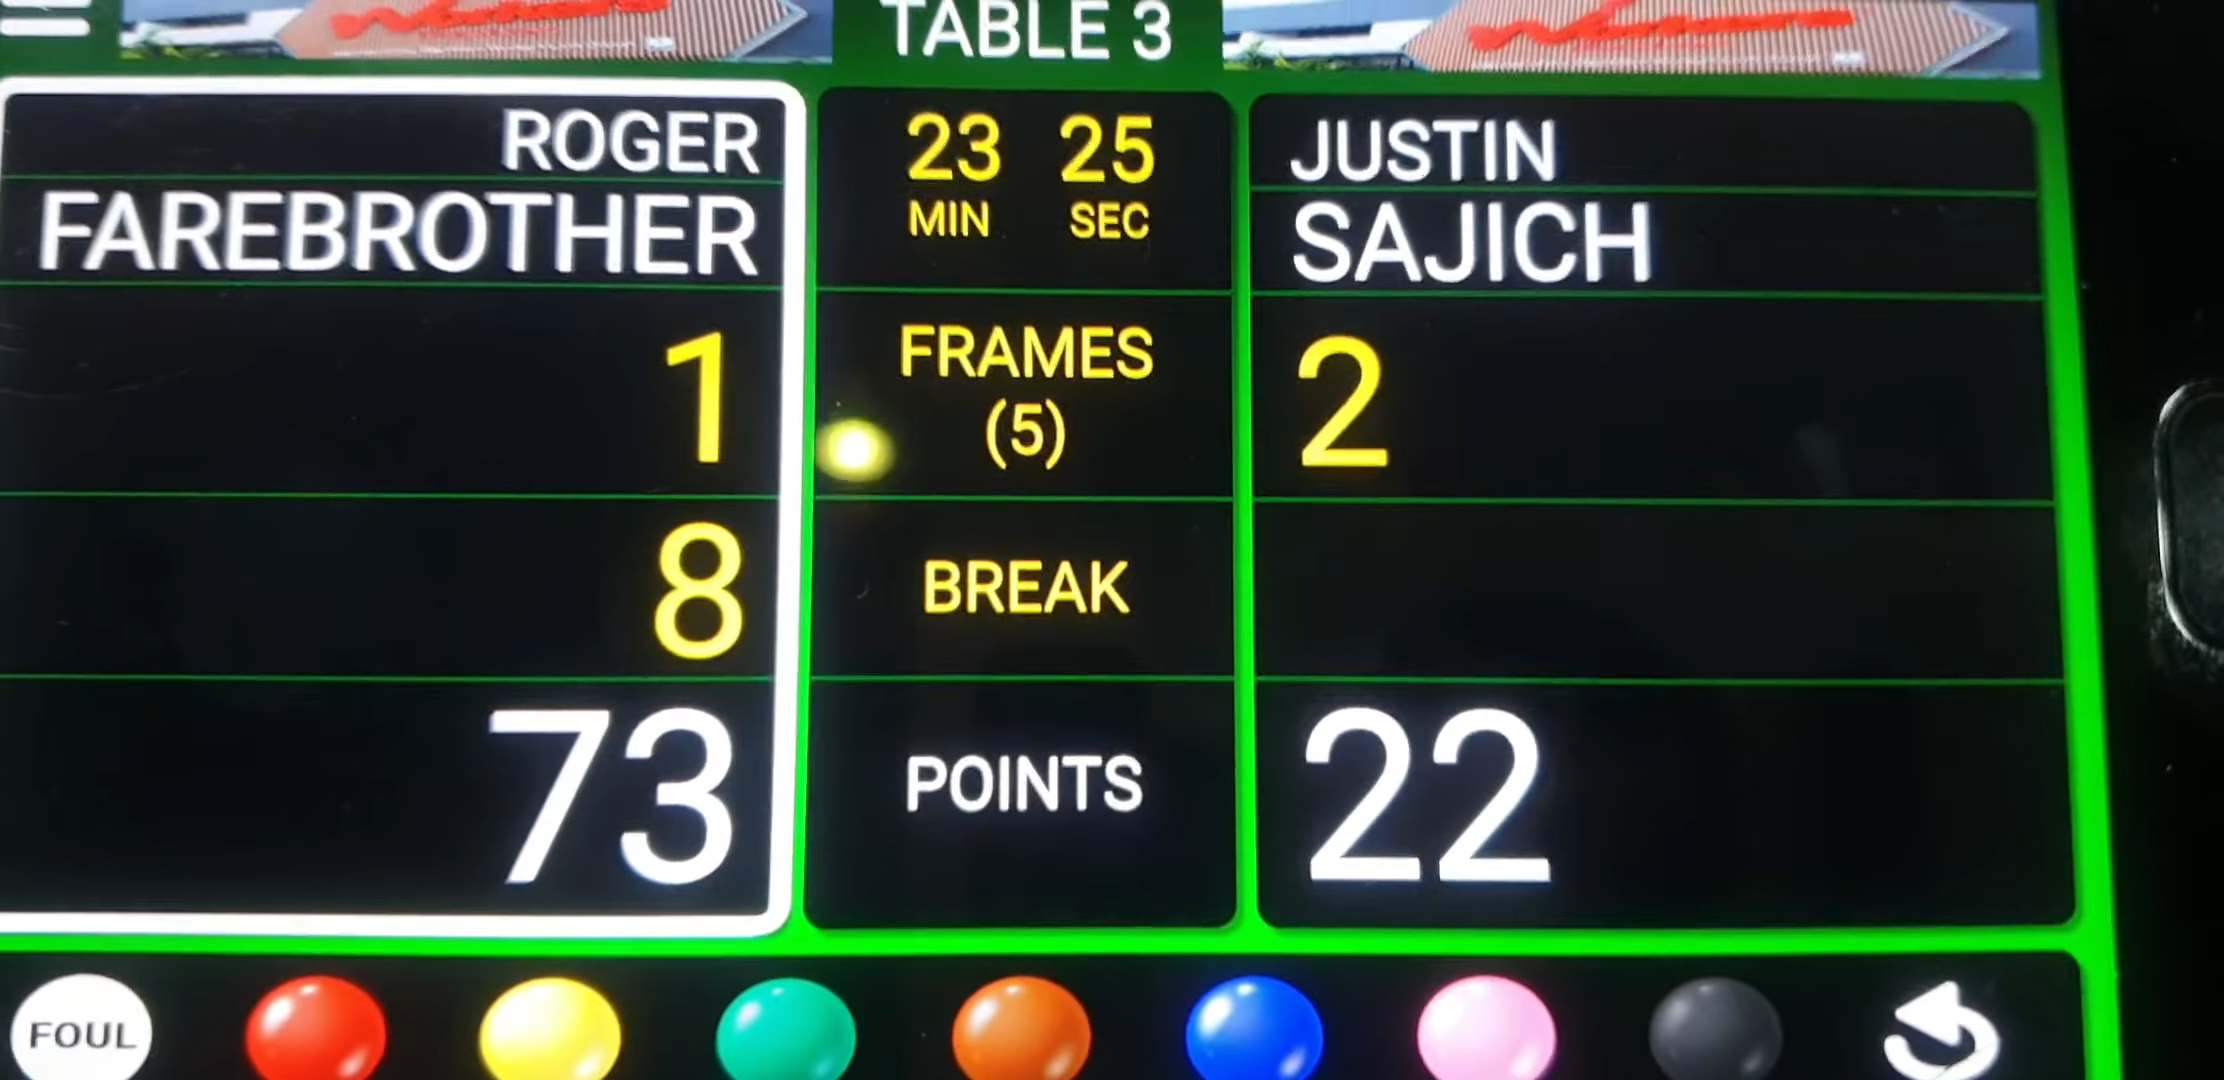 TABLE 3
ROGER
FAREBROTHER
23 25
MIN SEC
JUSTIN
SAJICH
1 FRAMES 2
(5)
8 BREAK
73 POINTS 22
FOUL